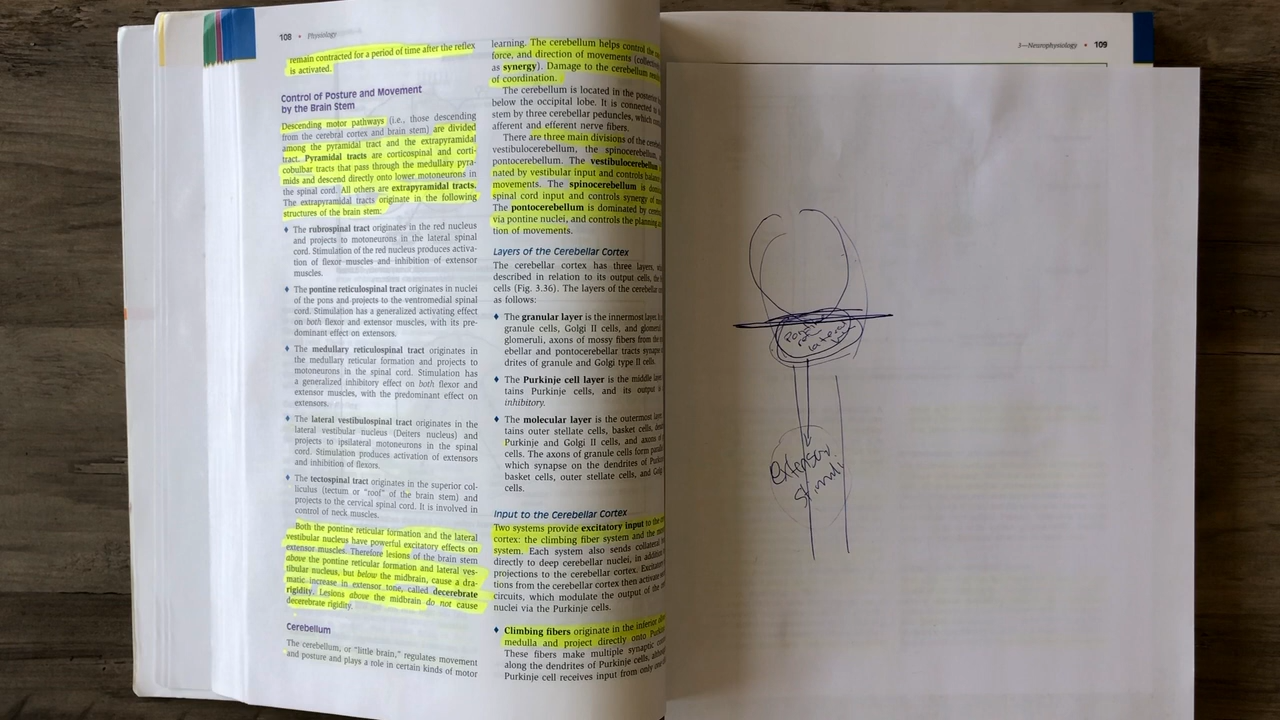 108 • Physiology
remain contracted for a period of time after the reflex
is activated.
Control of Posture and Movement
by the Brain Stem
Descending motor pathways (i.e., those descending
from the cerebral cortex and brain stem) are divided
among the pyramidal tract and the extrapyramidal
tract. Pyramidal tracts are corticospinal and corti-
cobulbar tracts that pass through the medullary pyra-
mids and descend directly onto lower motoneurons in
the spinal cord. All others are extrapyramidal tracts.
The extrapyramidal tracts originate in the following
structures of the brain stem:
♦ The rubrospinal tract originates in the red nucleus
and projects to motoneurons in the lateral spinal
cord. Stimulation of the red nucleus produces activa-
tion of flexor muscles and inhibition of extensor
muscles.
♦ The pontine reticulospinal tract originates in nuclei
of the pons and projects to the ventromedial spinal
cord. Stimulation has a generalized activating effect
on both flexor and extensor muscles, with its pre-
dominant effect on extensors.
♦ The medullary reticulospinal tract originates in
the medullary reticular formation and projects to
motoneurons in the spinal cord. Stimulation has
a generalized inhibitory effect on both flexor and
extensor muscles, with the predominant effect on
extensors.
♦ The lateral vestibulospinal tract originates in the
lateral vestibular nucleus (Deiters nucleus) and
projects to ipsilateral motoneurons in the spinal
cord. Stimulation produces activation of extensors
and inhibition of flexors.
♦ The tectospinal tract originates in the superior col-
liculus (tectum or "roof" of the brain stem) and
projects to the cervical spinal cord. It is involved in
control of neck muscles.
Both the pontine reticular formation and the lateral
vestibular nucleus have powerful excitatory effects on
extensor muscles. Therefore lesions of the brain stem
above the pontine reticular formation and lateral ves-
tibular nucleus, but below the midbrain, cause a dra-
matic increase in extensor tone, called decerebrate
rigidity. Lesions above the midbrain do not cause
decerebrate rigidity.
Cerebellum
The cerebellum, or "little brain," regulates movement
and posture and plays a role in certain kinds of motor
learning. The cerebellum helps control the
force, and direction of movements
as synergy). Damage to the cerebellum
of coordination.
The cerebellum is located in the posterior
below the occipital lobe. It is connected
stem by three cerebellar peduncles, which
afferent and efferent nerve fibers.
There are three main divisions of the
vestibulocerebellum, the spinocerebellum,
pontocerebellum. The vestibulocerebellum
nated by vestibular input and controls
movements. The spinocerebellum is
spinal cord input and controls synergy of
The pontocerebellum is dominated by
via pontine nuclei, and controls the planning
tion of movements.
Layers of the Cerebellar Cortex
The cerebellar cortex has three layers,
described in relation to its output cells, the
cells (Fig. 3.36). The layers of the cerebellar
as follows:
♦ The granular layer is the innermost layer.
granule cells, Golgi II cells, and
glomeruli, axons of mossy fibers from the
ebellar and pontocerebellar tracts synapse
drites of granule and Golgi type II cells.
♦ The Purkinje cell layer is the middle
tains Purkinje cells, and its output is
inhibitory.
♦ The molecular layer is the outermost
tains outer stellate cells, basket cells,
Purkinje and Golgi II cells, and axons of
cells. The axons of granule cells form
which synapse on the dendrites of
basket cells, outer stellate cells, and
cells.
Input to the Cerebellar Cortex
Two systems provide excitatory input to the
cortex: the climbing fiber system and the
system. Each system also sends collateral
directly to deep cerebellar nuclei, in addition
projections to the cerebellar cortex.
tions from the cerebellar cortex then activate
circuits, which modulate the output of the
nuclei via the Purkinje cells.
♦ Climbing fibers originate in the inferior
medulla and project directly onto
These fibers make multiple synaptic
along the dendrites of Purkinje cells,
Purkinje cell receives input from only
3—Neurophysiology • 109
extensor